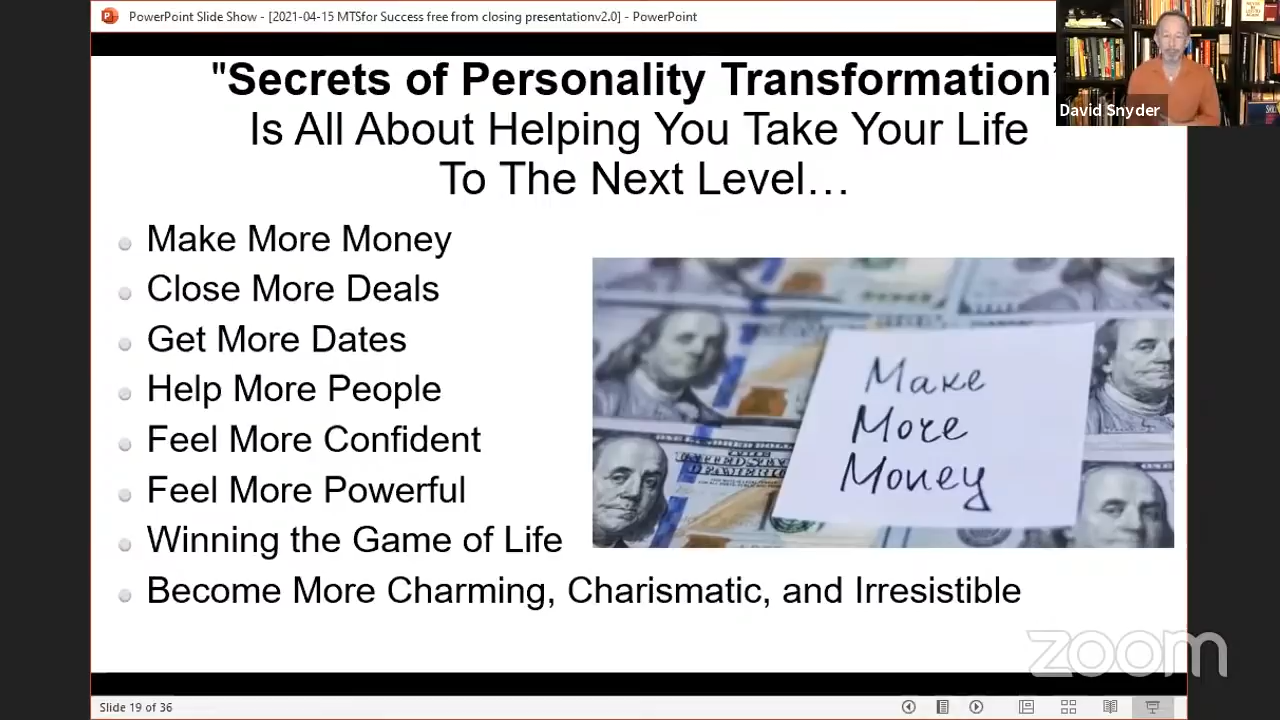 PowerPoint Slide Show - [2021-04-15 MTSfor Success free from closing presentationv2.0] - PowerPoint
"Secrets of Personality Transformation"
Is All About Helping You Take Your Life
To The Next Level…
David Snyder
Make More Money
Close More Deals
Get More Dates
Help More People
Feel More Confident
Feel More Powerful
Winning the Game of Life
Become More Charming, Charismatic, and Irresistible
Make
More
Money
zoom
Slide 19 of 36